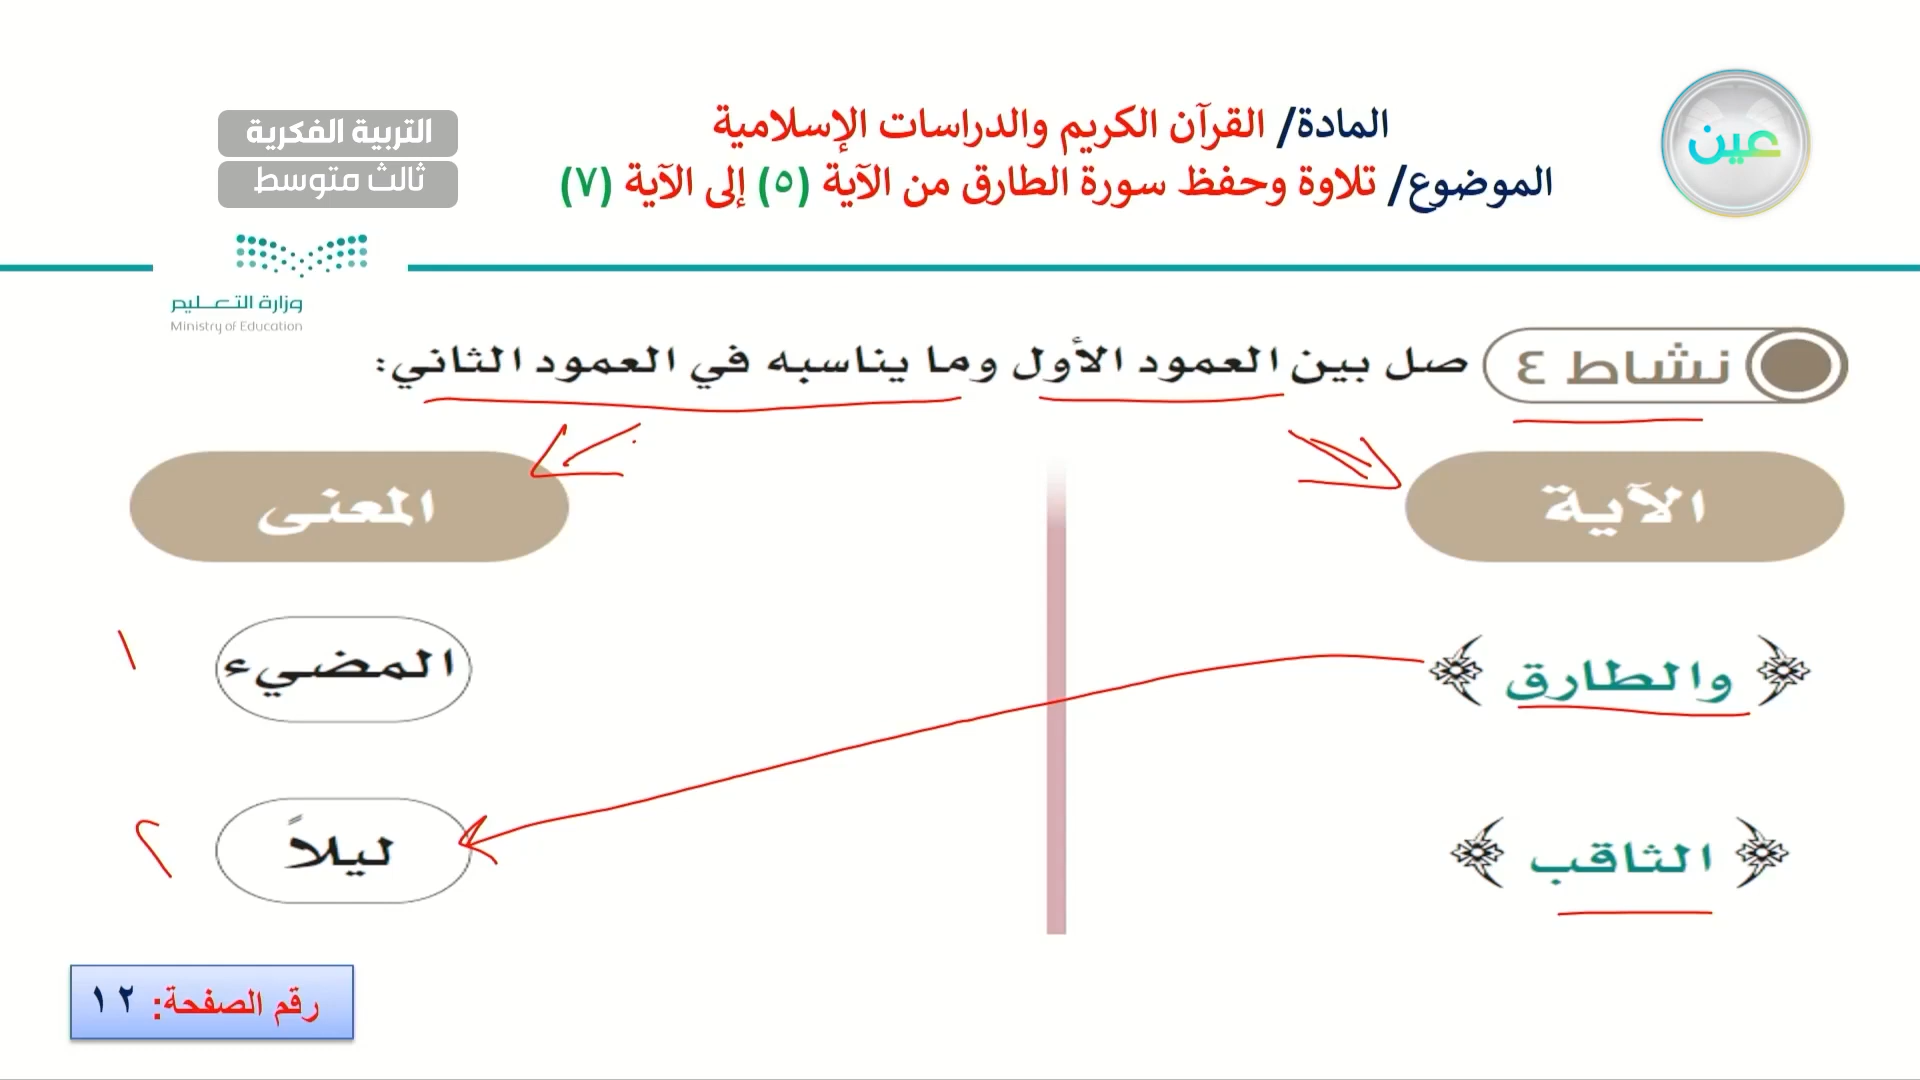 عين
المادة/ القرآن الكريم والدراسات الإسلامية
الموضوع/ تلاوة وحفظ سورة الطارق من الآية (٥) إلى الآية (٧)
التربية الفكرية
ثالث متوسط
وزارة التعليم
Ministry of Education
نشاط ٤
صل بين العمود الأول وما يناسبه في العمود الثاني:
الآية
المعنى
﴿ والطارق ﴾
المضيء
١
﴿ الثاقب ﴾
ليلاً
٢
رقم الصفحة: ١٢